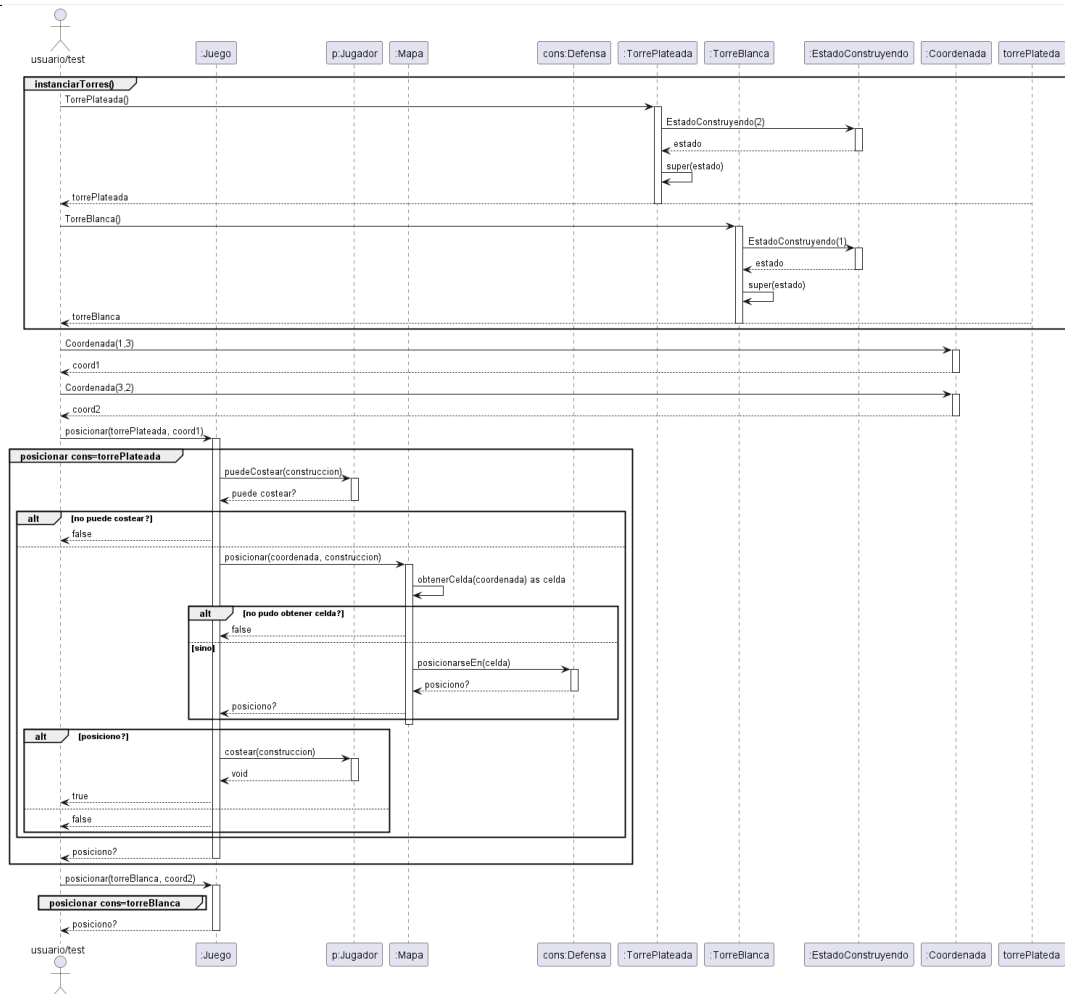 usuario/test
:Juego
p:Jugador
:Mapa
cons:Defensa
:TorrePlateada
:TorreBlanca
:EstadoConstruyendo
:Coordenada
torrePlateda
instanciarTorres()
TorrePlateada()
EstadoConstruyendo(2)
estado
super(estado)
torrePlateada
TorreBlanca()
EstadoConstruyendo(1)
estado
super(estado)
torreBlanca
Coordenada(1,3)
coord1
Coordenada(3,2)
coord2
posicionar(torrePlateada, coord1)
posicionar cons=torrePlateada
puedeCostear(construccion)
puede costear?
alt [no puede costear?]
false
posicionar(coordenada, construccion)
obtenerCelda(coordenada) as celda
alt [no pudo obtener celda?]
false
[sino]
posicionarseEn(celda)
posiciono?
posiciono?
alt [posiciono?]
costear(construccion)
void
true
false
posiciono?
posicionar(torreBlanca, coord2)
posicionar cons=torreBlanca
posiciono?
usuario/test
:Juego
p:Jugador
:Mapa
cons:Defensa
:TorrePlateada
:TorreBlanca
:EstadoConstruyendo
:Coordenada
torrePlateda